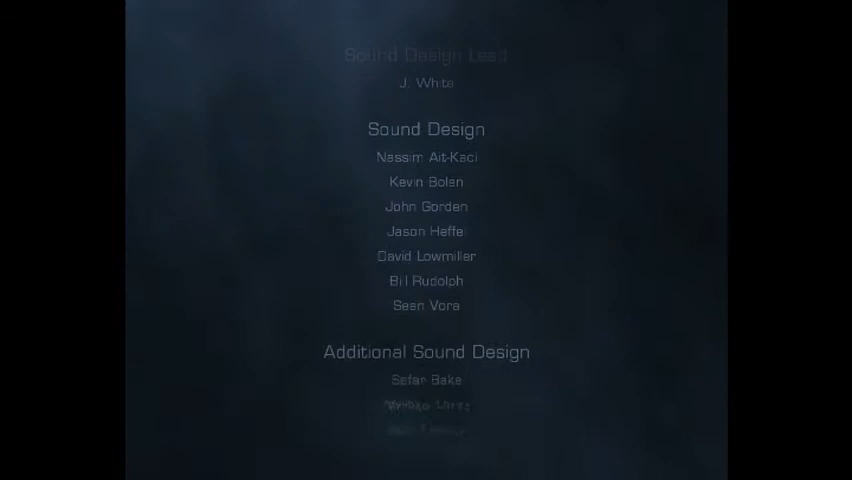 Sound Design Lead
J. White
Sound Design
Nassim Ait-Kaci
Kevin Bolen
John Gorden
Jason Heffel
David Lowmiller
Bill Rudolph
Sean Vora
Additional Sound Design
Safar Bake